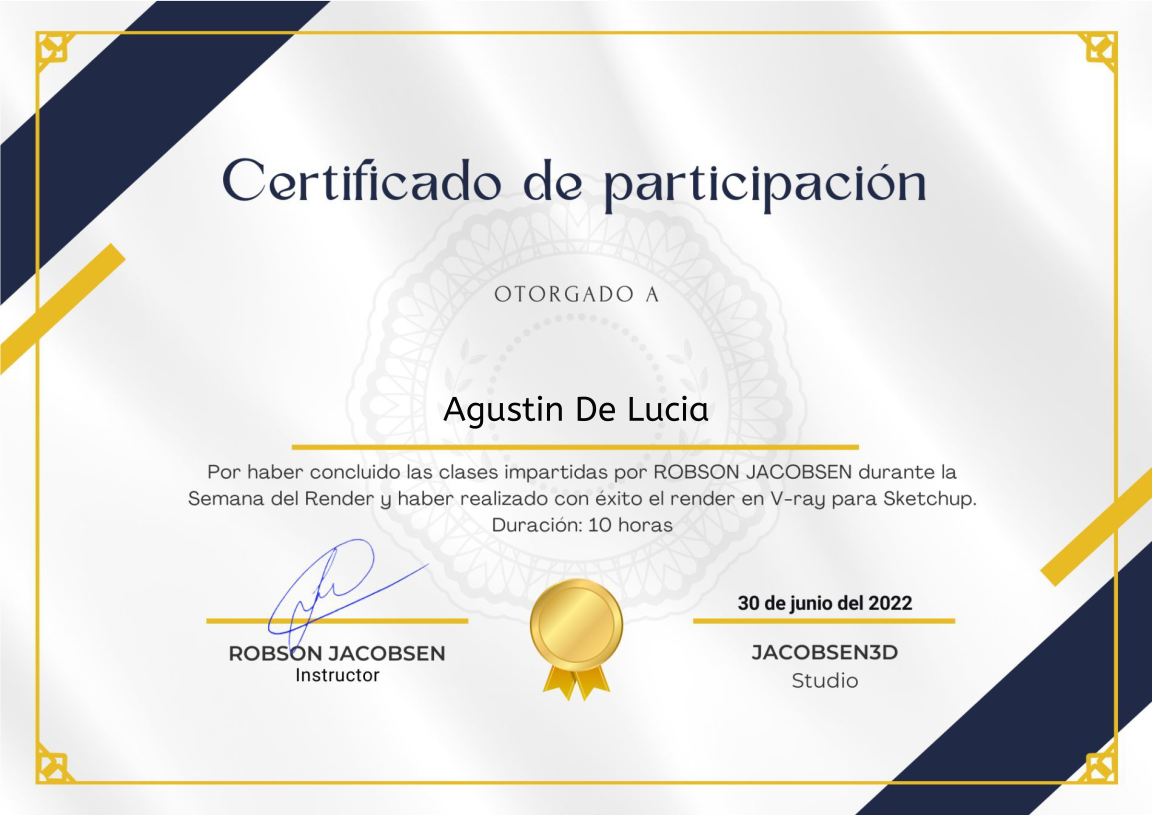 Certificado de participación
OTORGADO A
Agustin De Lucia
Por haber concluido las clases impartidas por ROBSON JACOBSEN durante la
Semana del Render y haber realizado con éxito el render en V-ray para Sketchup.
Duración: 10 horas
30 de junio del 2022
ROBSON JACOBSEN
Instructor
JACOBSEN3D
Studio